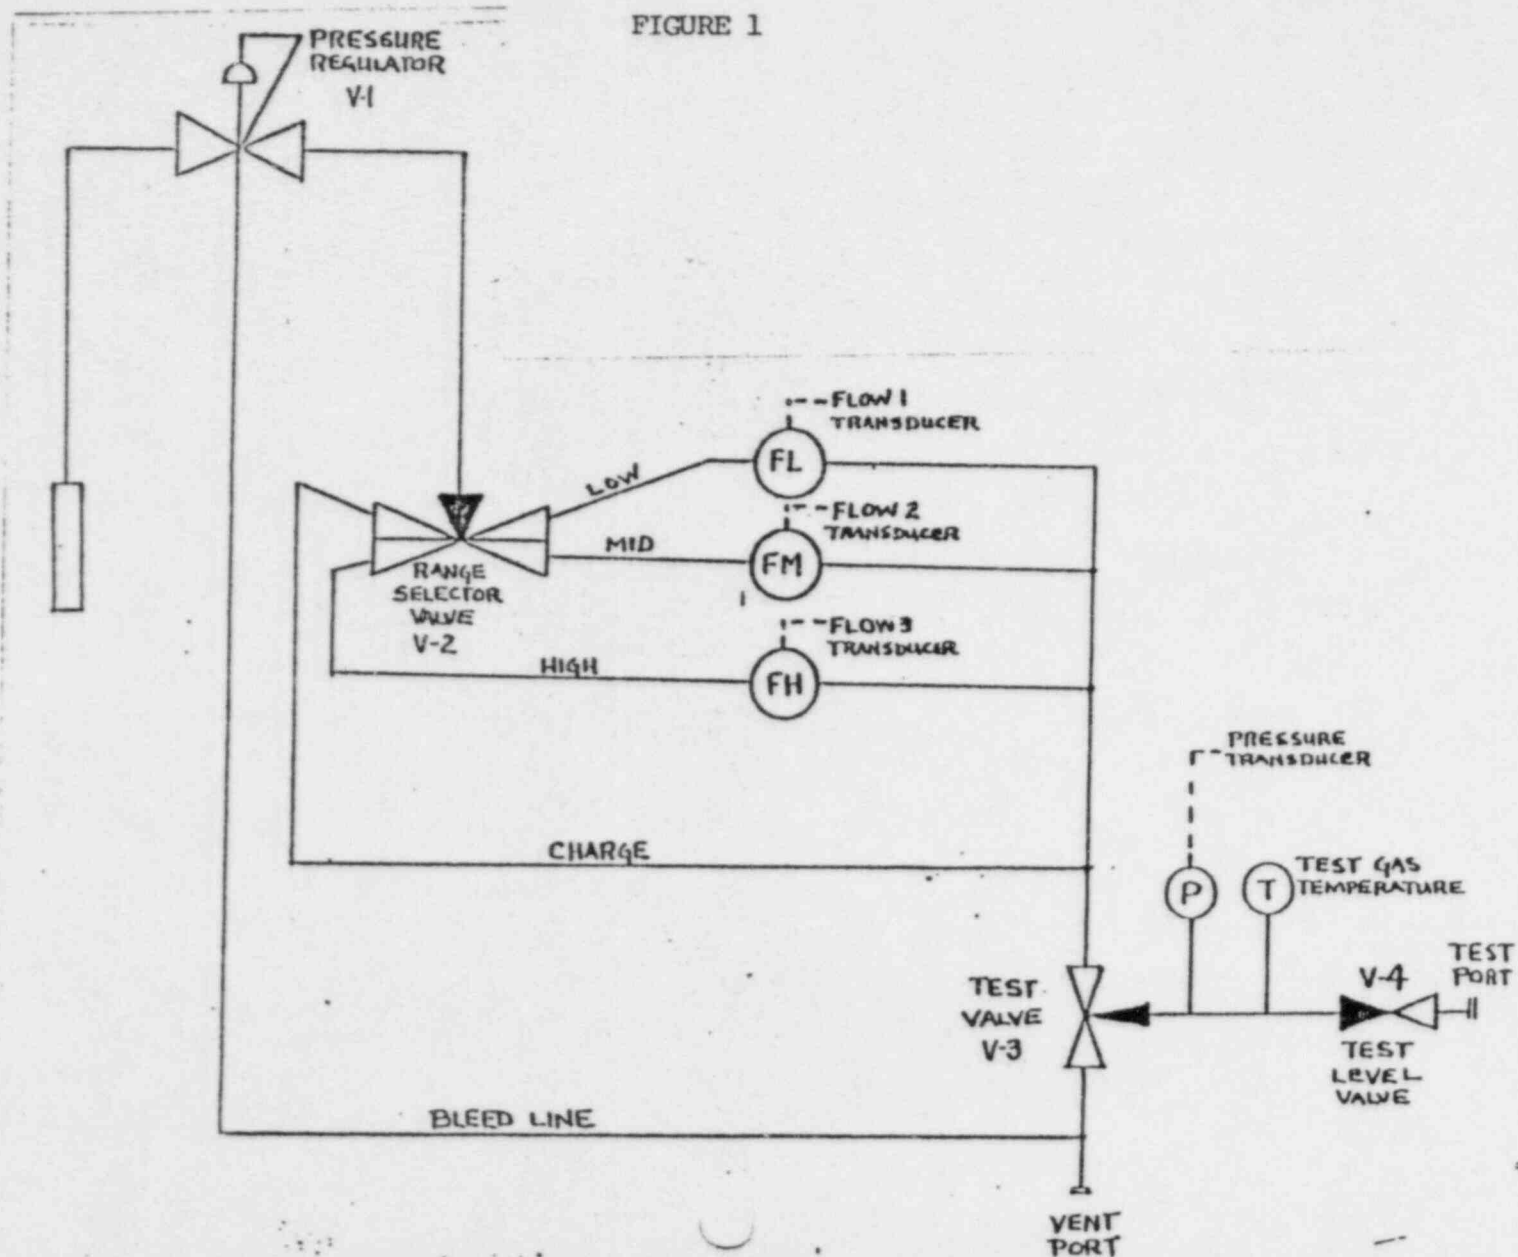 FIGURE 1
PRESSURE
REGULATOR
V-1
FLOW 1
TRANSDUCER
LOW
FL
FLOW 2
TRANSDUCER
MID
FM
RANGE
SELECTOR
VALVE
V-2
FLOW 3
TRANSDUCER
HIGH
FH
PRESSURE
TRANSDUCER
CHARGE
P
T
TEST GAS
TEMPERATURE
TEST
VALVE
V-3
V-4
TEST
PORT
TEST
LEVEL
VALVE
BLEED LINE
VENT
PORT